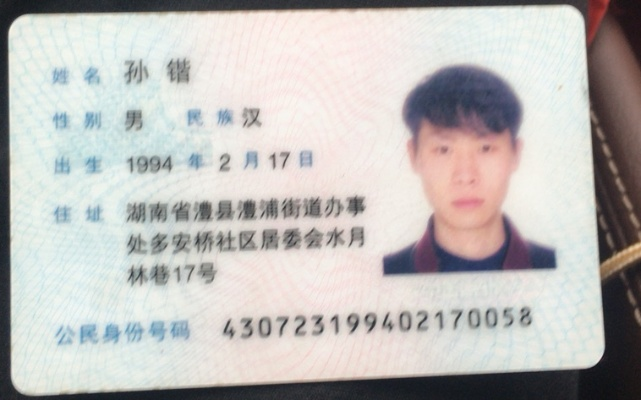 姓名 孙锴
性别 男 民族 汉
出生 1994 年 2 月 17 日
住址 湖南省澧县澧浦街道办事
处多安桥社区居委会水月
林巷17号
公民身份号码 430723199402170058